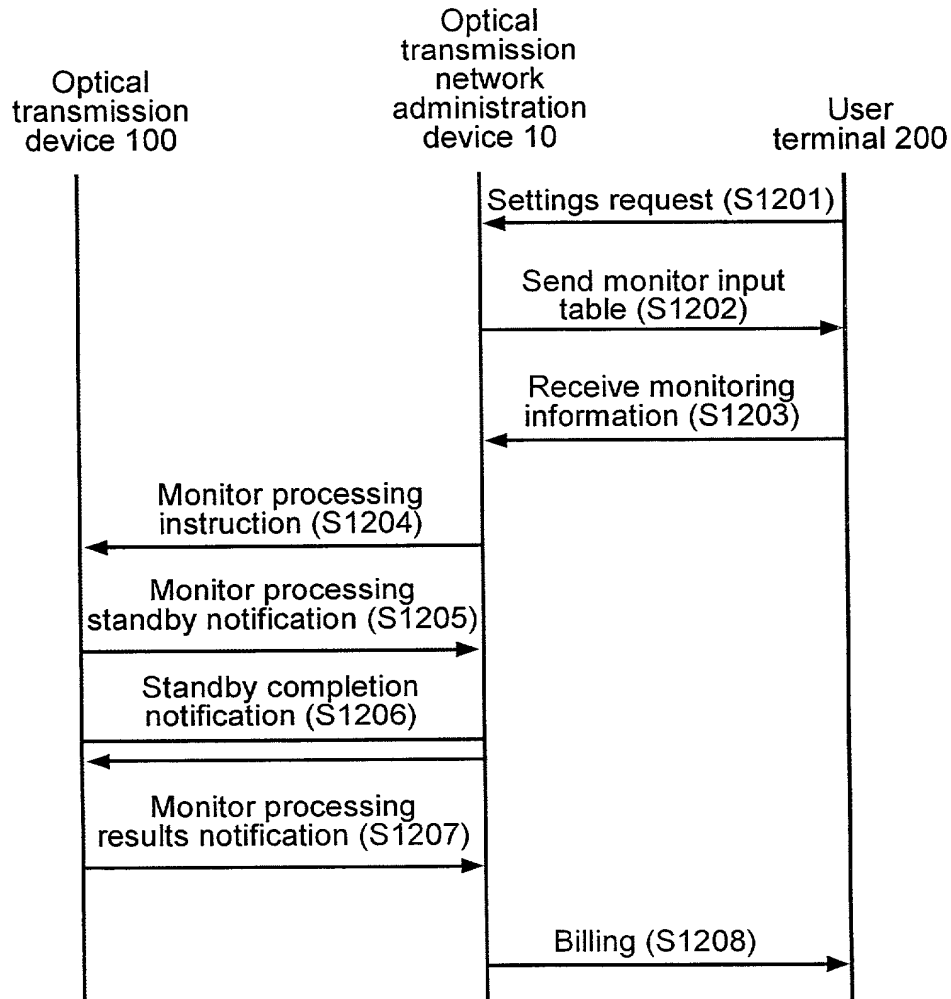 Optical
transmission
device 100
Optical
transmission
network
administration
device 10
User
terminal 200
Settings request (S1201)
Send monitor input
table (S1202)
Receive monitoring
information (S1203)
Monitor processing
instruction (S1204)
Monitor processing
standby notification (S1205)
Standby completion
notification (S1206)
Monitor processing
results notification (S1207)
Billing (S1208)